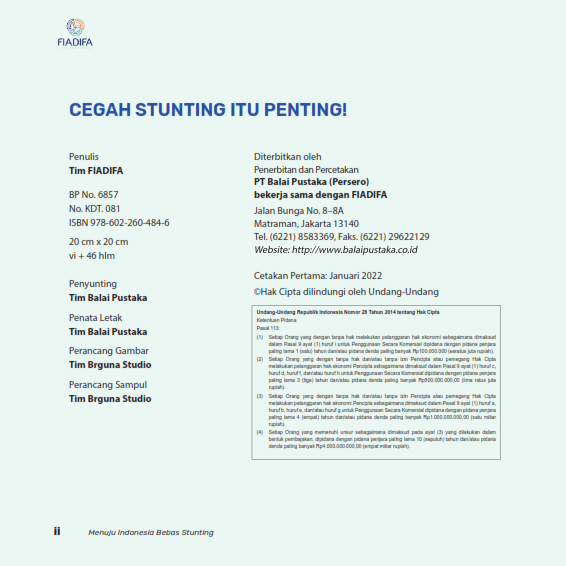 FIADIFA
CEGAH STUNTING ITU PENTING!
Penulis
Tim FIADIFA
BP No. 6857
No. KDT. 081
ISBN 978-602-260-484-6
20 cm x 20 cm
vi + 46 hlm
Penyunting
Tim Balai Pustaka
Penata Letak
Tim Balai Pustaka
Perancang Gambar
Tim Brguna Studio
Perancang Sampul
Tim Brguna Studio
Diterbitkan oleh
Penerbitan dan Percetakan
PT Balai Pustaka (Persero)
bekerja sama dengan FIADIFA
Jalan Bunga No. 8–8A
Matraman, Jakarta 13140
Tel. (6221) 8583369, Faks. (6221) 29622129
Website: http://www.balaipustaka.co.id
Cetakan Pertama: Januari 2022
©Hak Cipta dilindungi oleh Undang-Undang
Undang-Undang Republik Indonesia Nomor 28 Tahun 2014 tentang Hak Cipta
Ketentuan Pidana
Pasal 113:
(1) Setiap Orang yang dengan tanpa hak melakukan pelanggaran hak ekonomi sebagaimana dimaksud
dalam Pasal 9 ayat (1) huruf i untuk Penggunaan Secara Komersial dipidana dengan pidana penjara
paling lama 1 (satu) tahun dan/atau pidana denda paling banyak Rp100.000.000 (seratus juta rupiah).
(2) Setiap Orang yang dengan tanpa hak dan/atau tanpa izin Pencipta atau pemegang Hak Cipta
melakukan pelanggaran hak ekonomi Pencipta sebagaimana dimaksud dalam Pasal 9 ayat (1) huruf c,
huruf d, huruf f, dan/atau huruf h untuk Penggunaan Secara Komersial dipidana dengan pidana penjara
paling lama 3 (tiga) tahun dan/atau pidana denda paling banyak Rp500.000.000,00 (lima ratus juta
rupiah).
(3) Setiap Orang yang dengan tanpa hak dan/atau tanpa izin Pencipta atau pemegang Hak Cipta
melakukan pelanggaran hak ekonomi Pencipta sebagaimana dimaksud dalam Pasal 9 ayat (1) huruf a,
huruf b, huruf e, dan/atau huruf g untuk Penggunaan Secara Komersial dipidana dengan pidana penjara
paling lama 4 (empat) tahun dan/atau pidana denda paling banyak Rp1.000.000.000,00 (satu miliar
rupiah).
(4) Setiap Orang yang memenuhi unsur sebagaimana dimaksud pada ayat (3) yang dilakukan dalam
bentuk pembajakan, dipidana dengan pidana penjara paling lama 10 (sepuluh) tahun dan/atau pidana
denda paling banyak Rp4.000.000.000,00 (empat miliar rupiah).
ii Menuju Indonesia Bebas Stunting